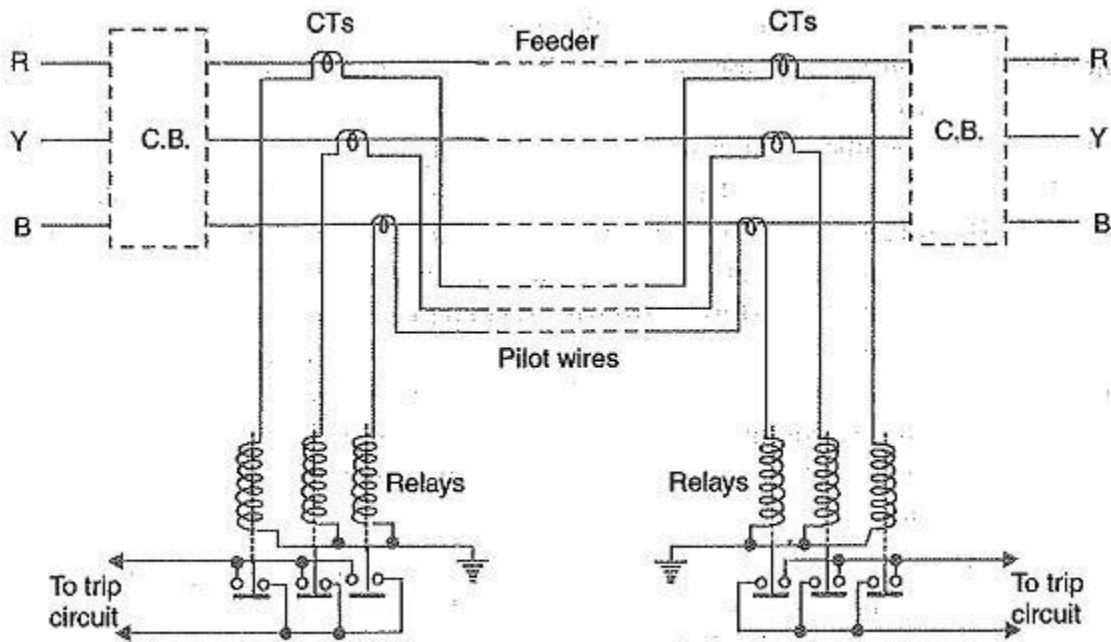 CTs
CTs
Feeder
R
R
Y
C.B.
C.B.
Y
B
B
Pilot wires
Relays
Relays
To trip
circuit
To trip
circuit